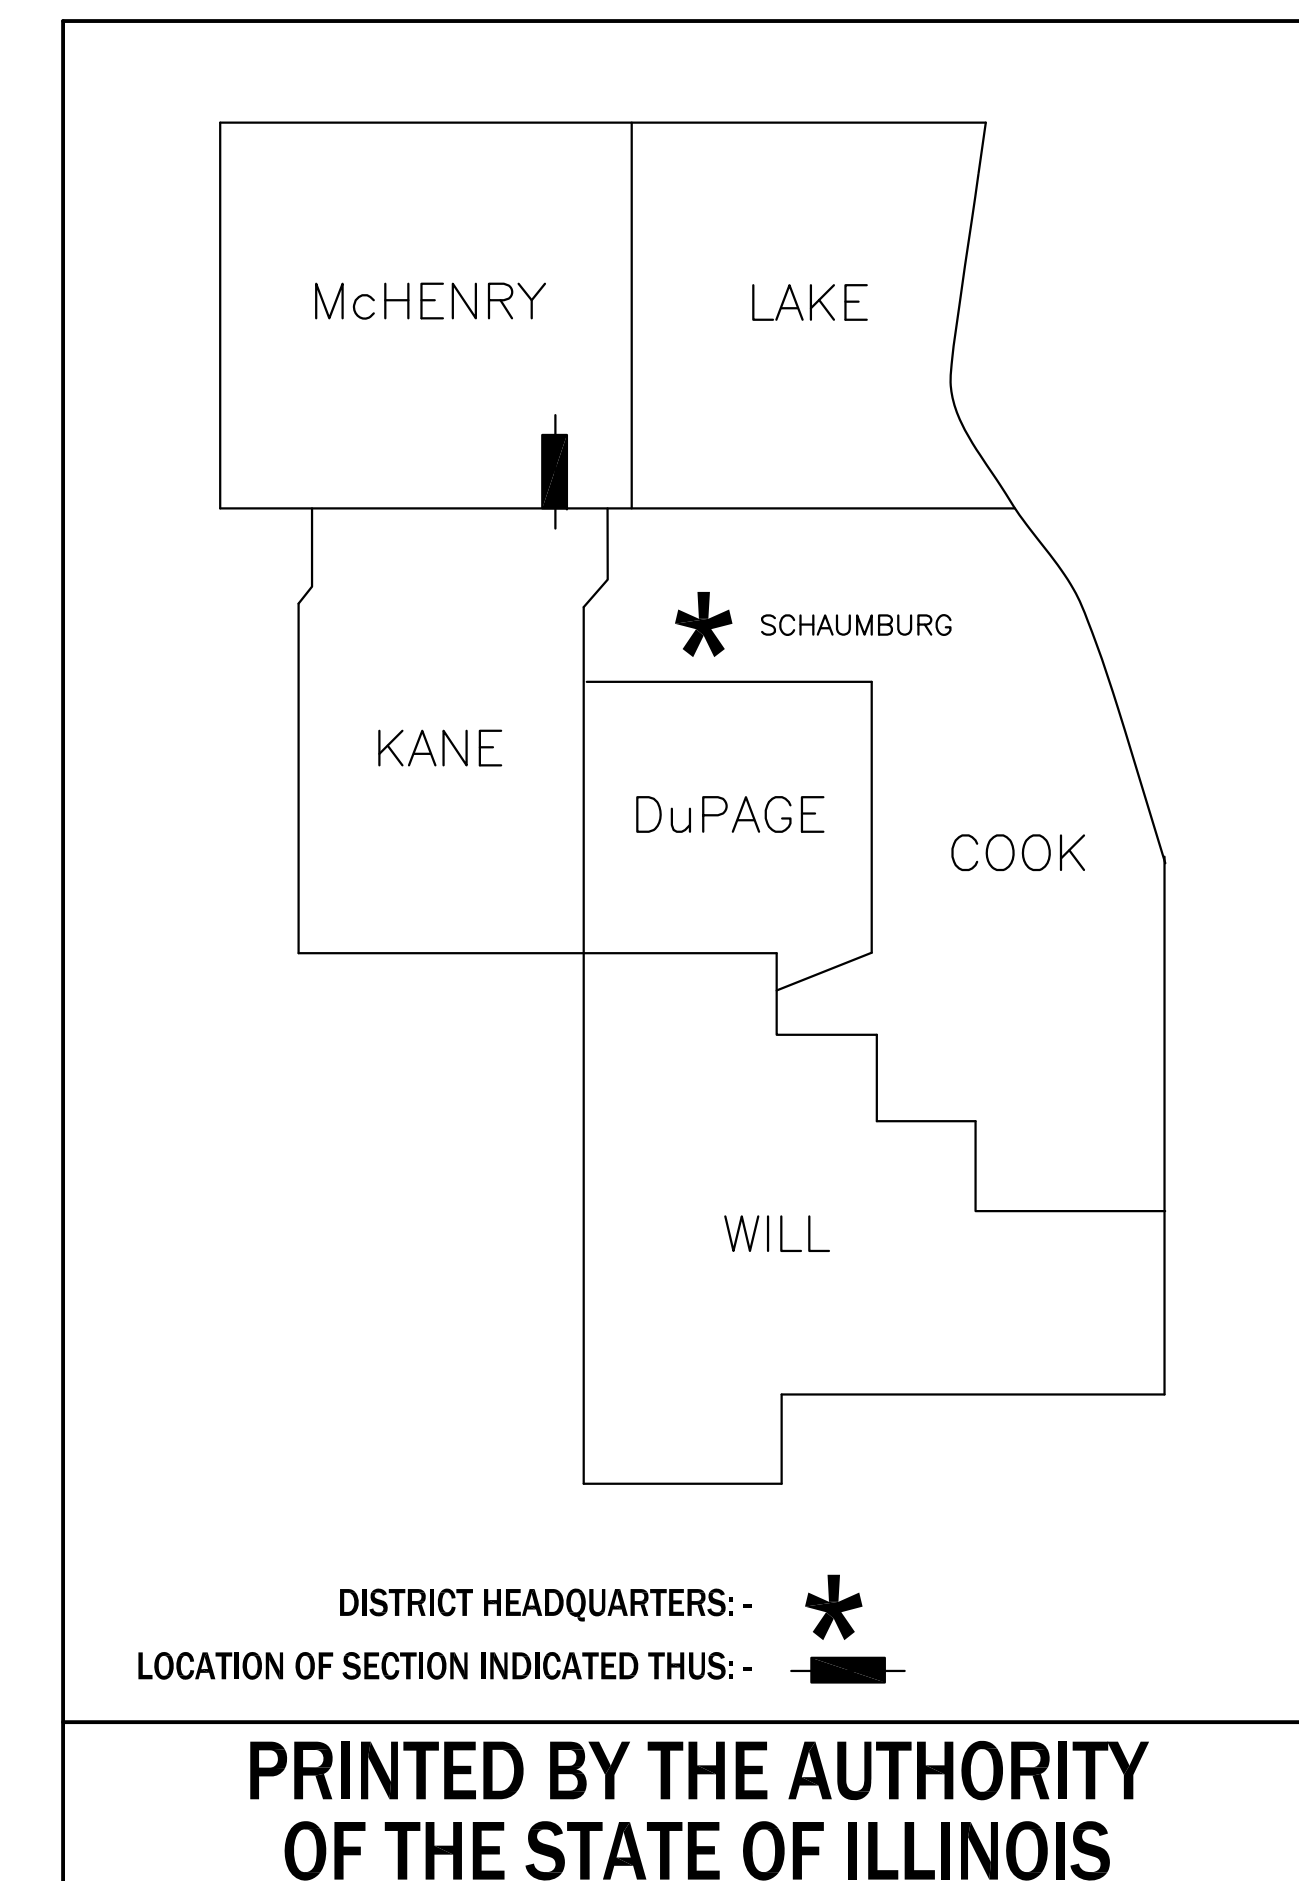 McHENRY
LAKE
SCHAUMBURG
KANE
DuPAGE
COOK
WILL
DISTRICT HEADQUARTERS: -
LOCATION OF SECTION INDICATED THUS: -
PRINTED BY THE AUTHORITY
OF THE STATE OF ILLINOIS